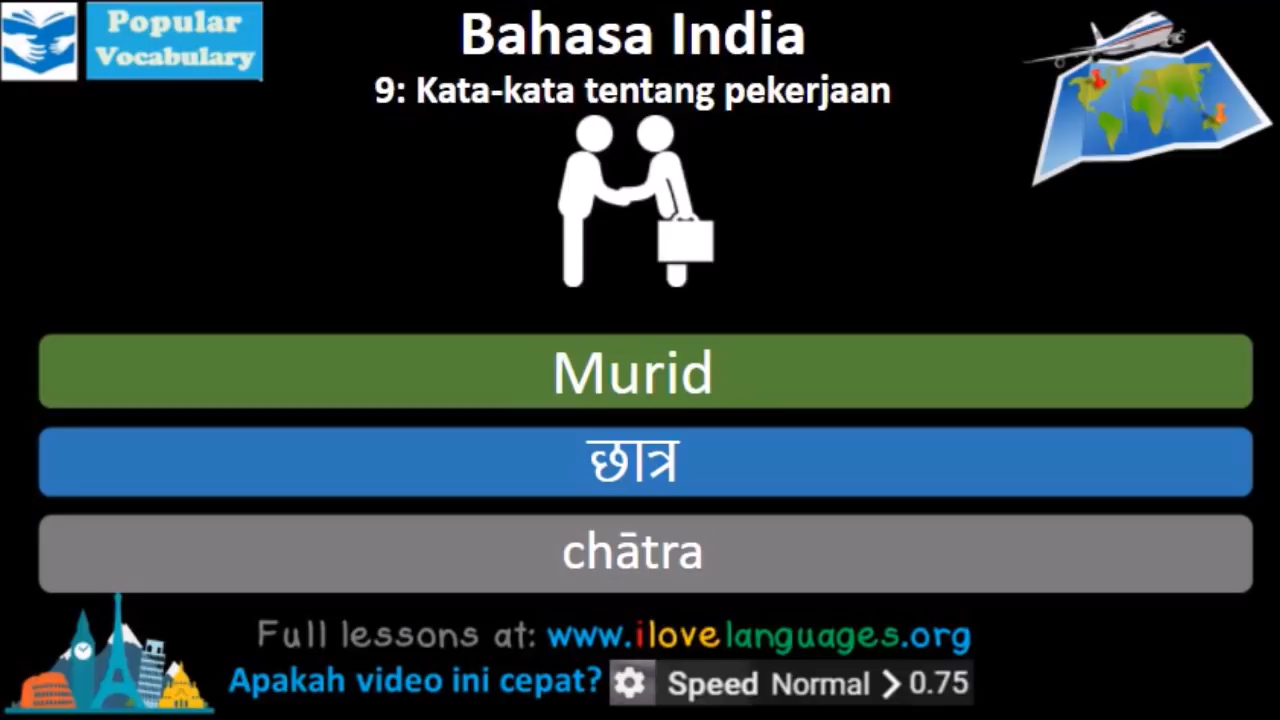 Popular
Vocabulary
Bahasa India
9: Kata-kata tentang pekerjaan
Murid
छात्र
chātra
Full lessons at: www.ilovelanguages.org
Apakah video ini cepat? Speed Normal > 0.75